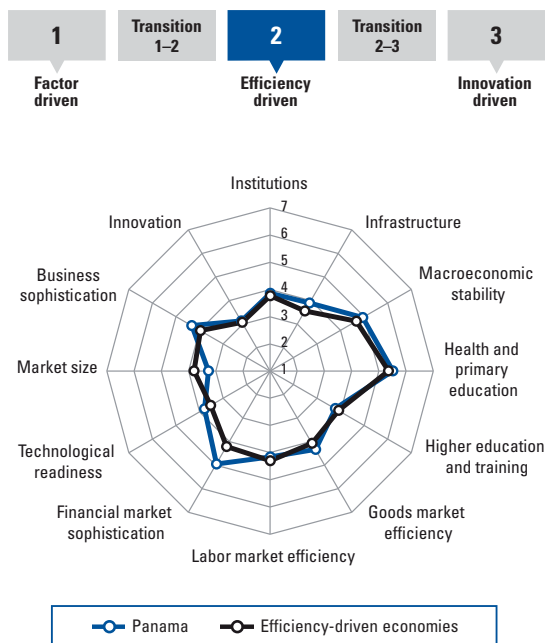 1
Transition
1–2
2
Transition
2–3
3
Factor
driven
Efficiency
driven
Innovation
driven
Institutions
7
Innovation
Infrastructure
6
5
Business
sophistication
Macroeconomic
stability
4
3
Market size
2
1
Health and
primary
education
Technological
readiness
Higher education
and training
Financial market
sophistication
Goods market
efficiency
Labor market efficiency
Panama
Efficiency-driven economies